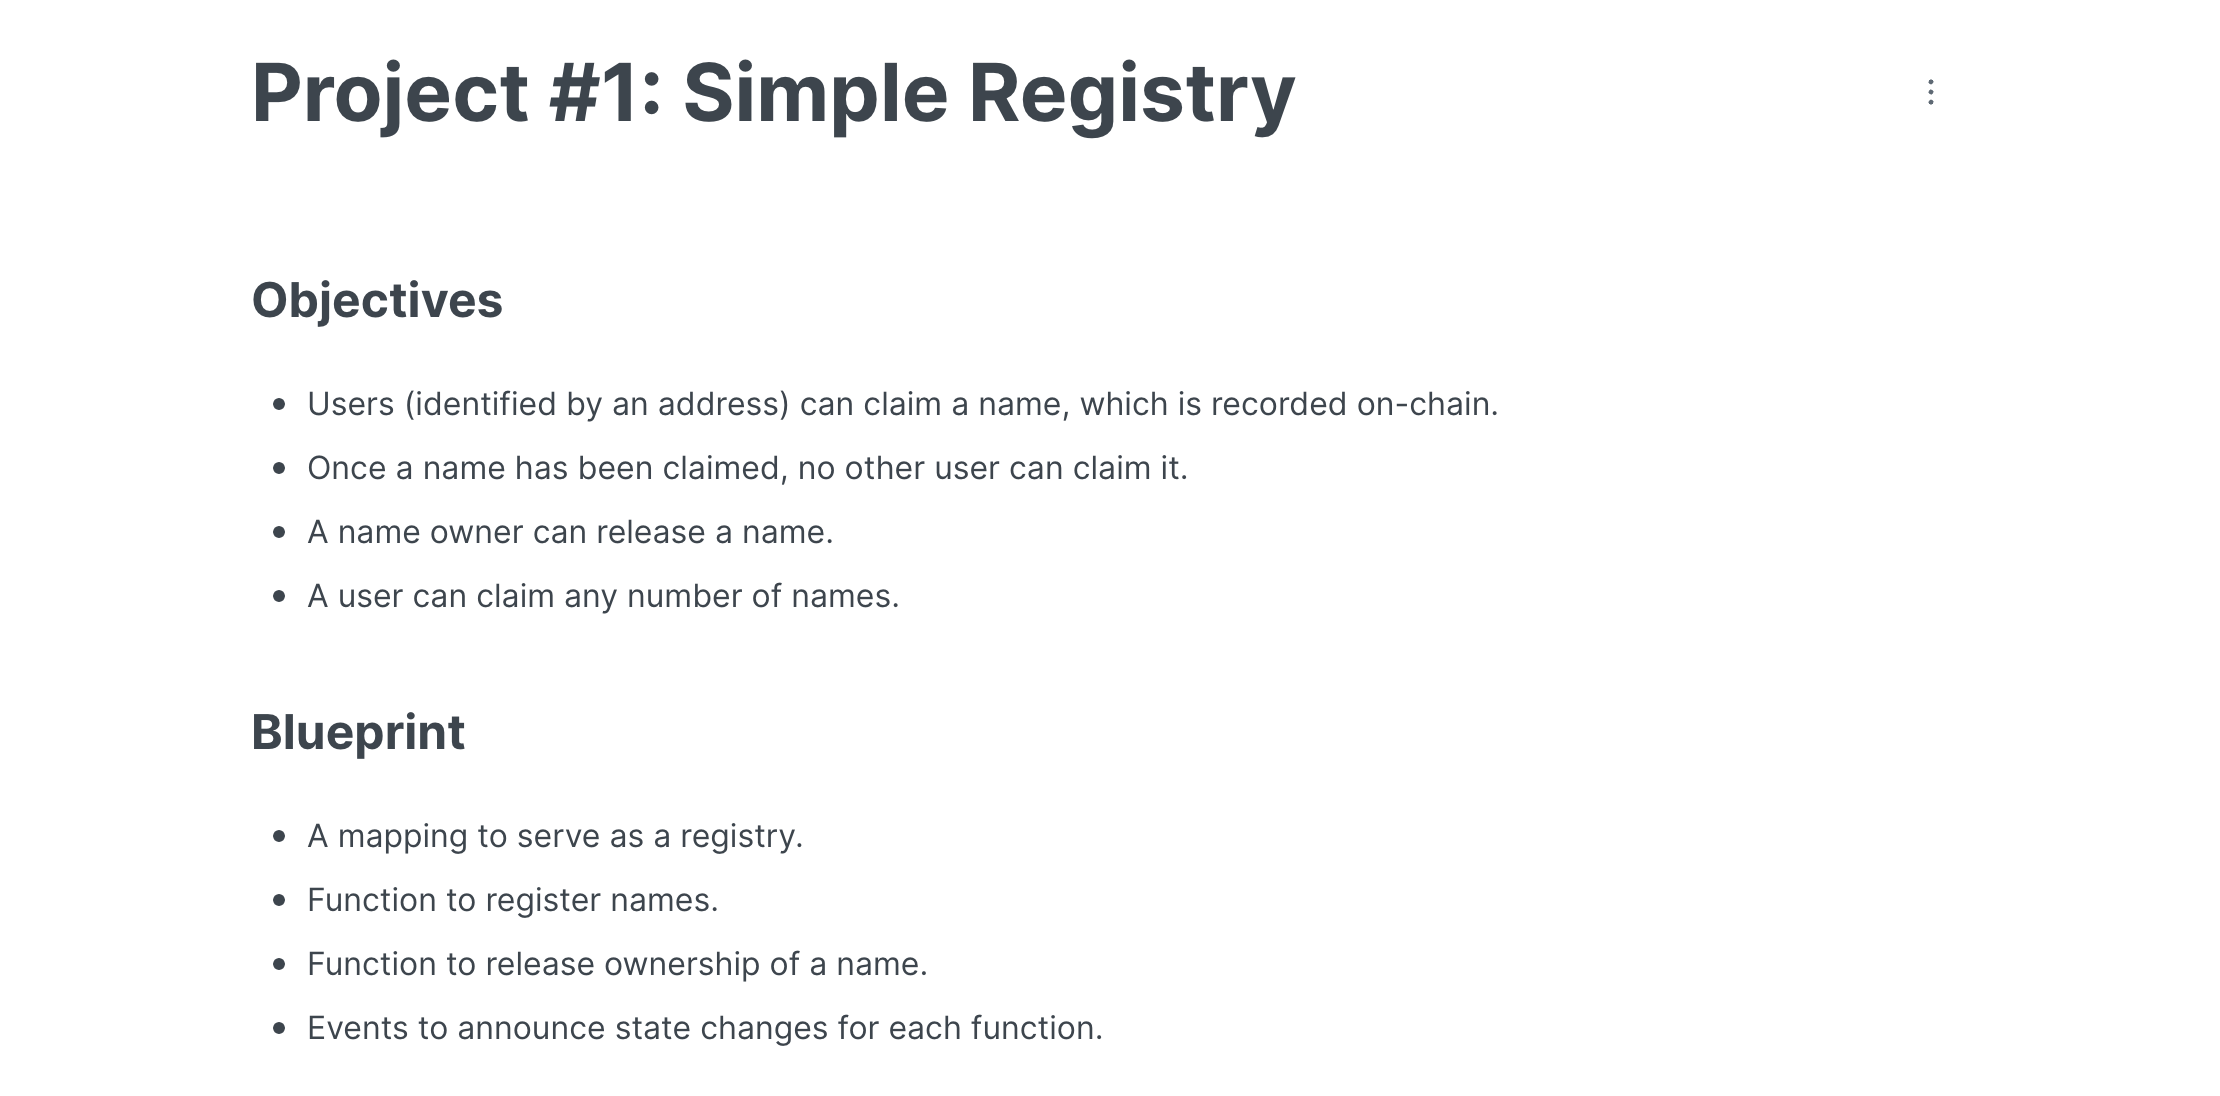 Project #1: Simple Registry
Objectives
• Users (identified by an address) can claim a name, which is recorded on-chain.
• Once a name has been claimed, no other user can claim it.
• A name owner can release a name.
• A user can claim any number of names.
Blueprint
• A mapping to serve as a registry.
• Function to register names.
• Function to release ownership of a name.
• Events to announce state changes for each function.